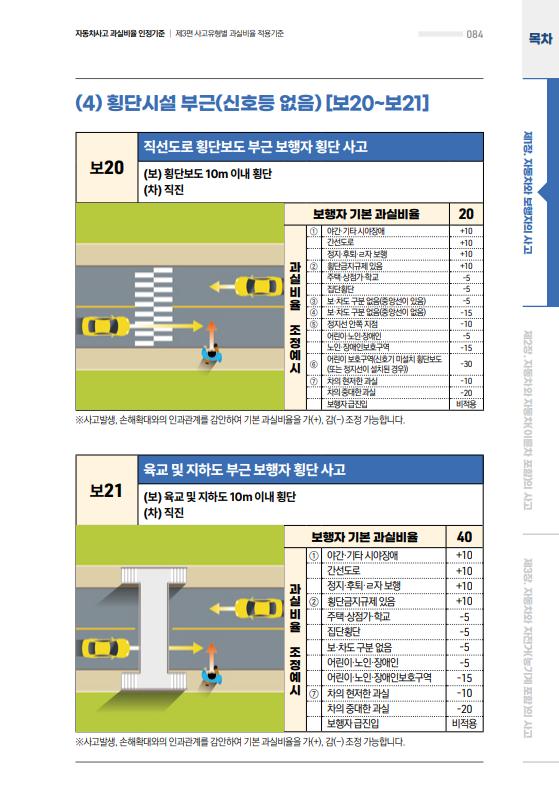 자동차사고 과실비율 인정기준 | 제3편 사고유형별 과실비율 적용기준
084
목차
(4) 횡단시설 부근(신호등 없음) [보20~보21]
보20
직선도로 횡단보도 부근 보행자 횡단 사고
(보) 횡단보도 10m 이내 횡단
(차) 직진
보행자 기본 과실비율 20
과실비율 조정예시
① 야간·기타 시야장애 +10
간선도로 +10
정지·후퇴·ㄹ자 보행 +10
② 횡단금지규제 있음 +10
주택·상점가·학교 -5
집단횡단 -5
③ 보·차도 구분 없음(중앙선이 있음) -5
④ 보·차도 구분 없음(중앙선이 없음) -15
⑤ 정지선 안쪽 지점 -10
어린이·노인·장애인 -5
노인·장애인보호구역 -15
⑥ 어린이 보호구역(신호기 미설치 횡단보도
(또는 정지선이 설치된 경우)) -30
⑦ 차의 현저한 과실 -10
차의 중대한 과실 -20
보행자 급진입 비적용
※사고발생, 손해확대와의 인과관계를 감안하여 기본 과실비율을 가(+), 감(-) 조정 가능합니다.
보21
육교 및 지하도 부근 보행자 횡단 사고
(보) 육교 및 지하도 10m 이내 횡단
(차) 직진
보행자 기본 과실비율 40
과실비율 조정예시
① 야간·기타 시야장애 +10
간선도로 +10
정지·후퇴·ㄹ자 보행 +10
② 횡단금지규제 있음 +10
주택·상점가·학교 -5
집단횡단 -5
보·차도 구분 없음 -5
어린이·노인·장애인 -5
어린이·노인·장애인보호구역 -15
⑦ 차의 현저한 과실 -10
차의 중대한 과실 -20
보행자 급진입 비적용
※사고발생, 손해확대와의 인과관계를 감안하여 기본 과실비율을 가(+), 감(-) 조정 가능합니다.
제1장. 자동차와 보행자의 사고
제2장. 자동차와 자동차(이륜차 포함)의 사고
제3장. 자동차와 자전거(농기계 포함)의 사고